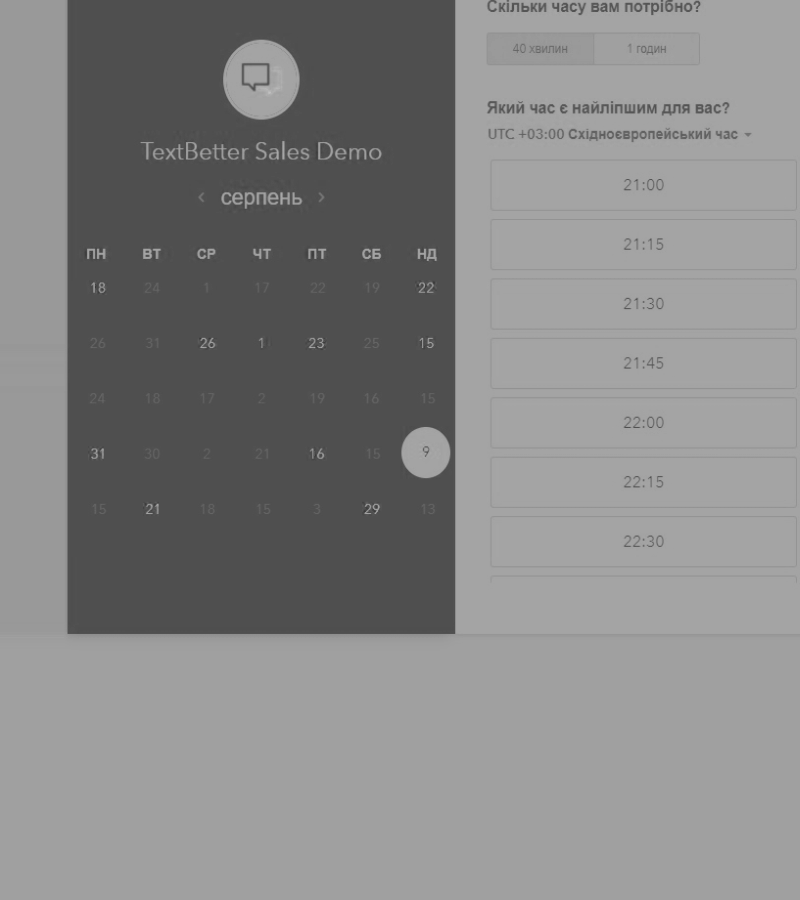 TextBetter Sales Demo
‹ серпень ›
ПН ВТ СР ЧТ ПТ СБ НД
18 24 1 17 22 19 22
26 31 26 1 23 25 15
24 18 17 2 19 16 15
31 30 2 21 16 15 9
15 21 18 15 3 29 13
Скільки часу вам потрібно?
40 хвилин 1 годин
Який час є найліпшим для вас?
UTC +03:00 Східноєвропейський час
21:00
21:15
21:30
21:45
22:00
22:15
22:30